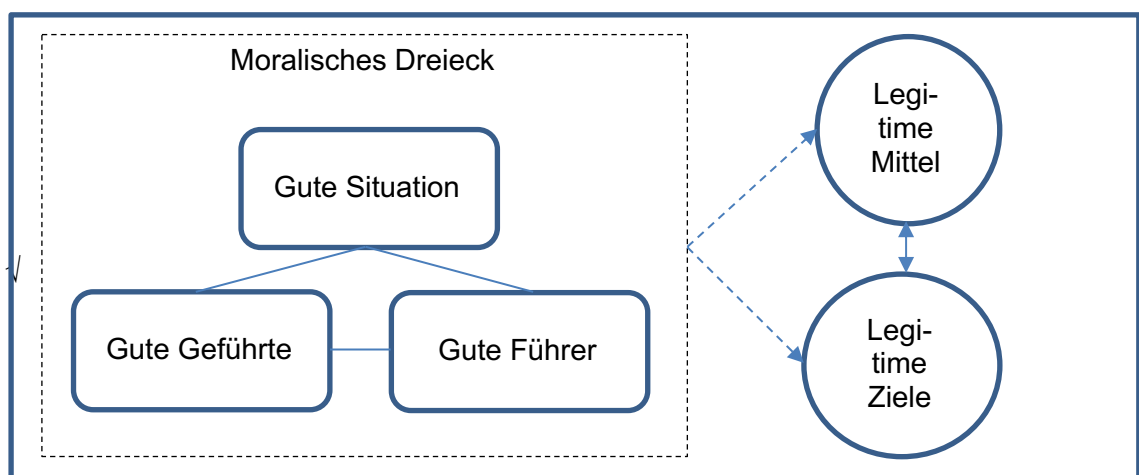 Moralisches Dreieck
Gute Situation
Gute Geführte
Gute Führer
Legi-
time
Mittel
Legi-
time
Ziele
√